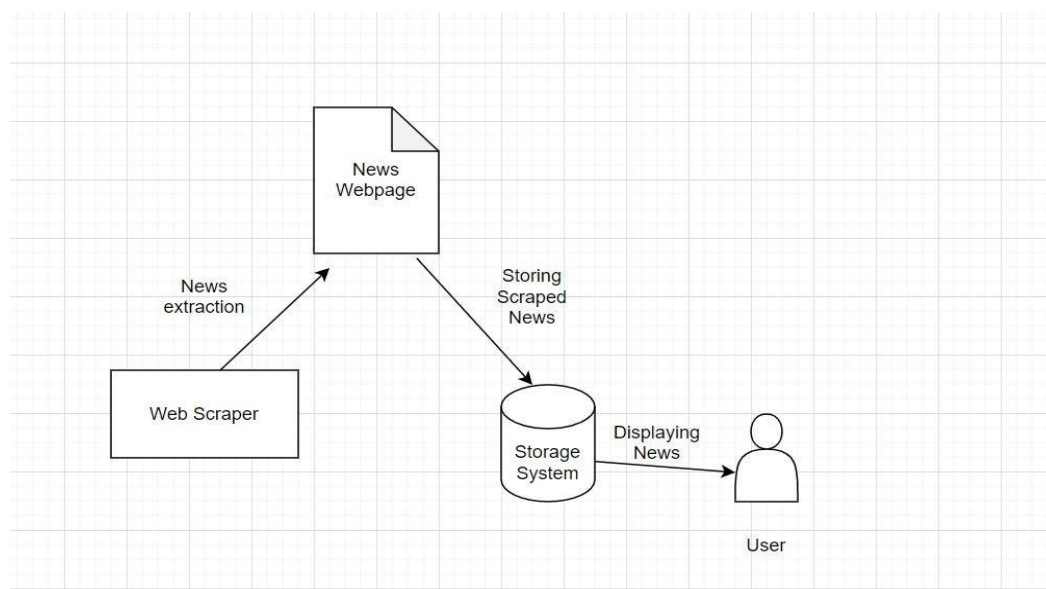 News
Webpage
News
extraction
Storing
Scraped
News
Web Scraper
Storage
System
Displaying
News
User